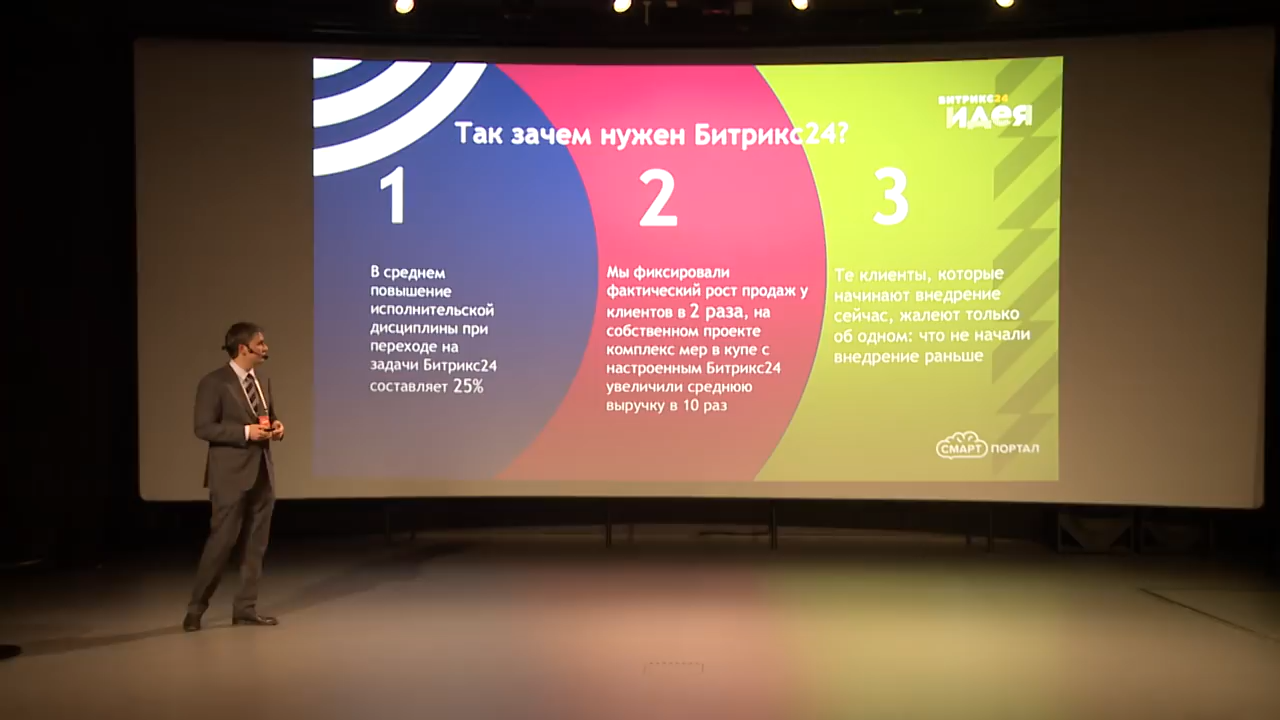 БИТРИКС24
идея
Так зачем нужен Битрикс24?
1
В среднем
повышение
исполнительской
дисциплины при
переходе на
задачи Битрикс24
составляет 25%
2
Мы фиксировали
фактический рост продаж у
клиентов в 2 раза, на
собственном проекте
комплекс мер в купе с
настроенным Битрикс24
увеличили среднюю
выручку в 10 раз
3
Те клиенты, которые
начинают внедрение
сейчас, жалеют только
об одном: что не начали
внедрение раньше
СМАРТ ПОРТАЛ